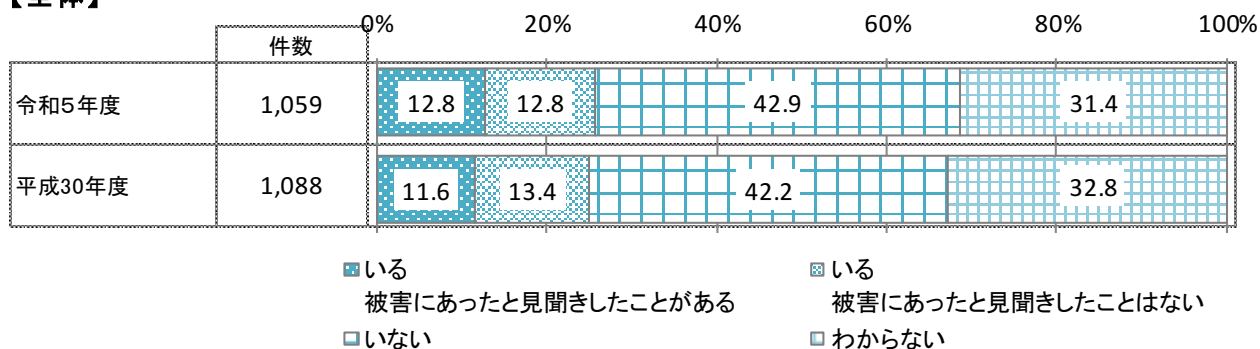 【全体】
0% 20% 40% 60% 80% 100%
件数
令和5年度 1,059 12.8 12.8 42.9 31.4
平成30年度 1,088 11.6 13.4 42.2 32.8
いる いる
被害にあったと見聞きしたことがある 被害にあったと見聞きしたことはない
いない わからない